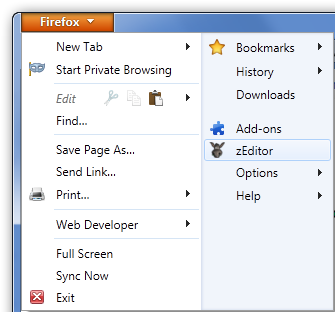 Firefox
New Tab
Start Private Browsing
Edit
Find...
Save Page As...
Send Link...
Print...
Web Developer
Full Screen
Sync Now
Exit
Bookmarks
History
Downloads
Add-ons
zEditor
Options
Help